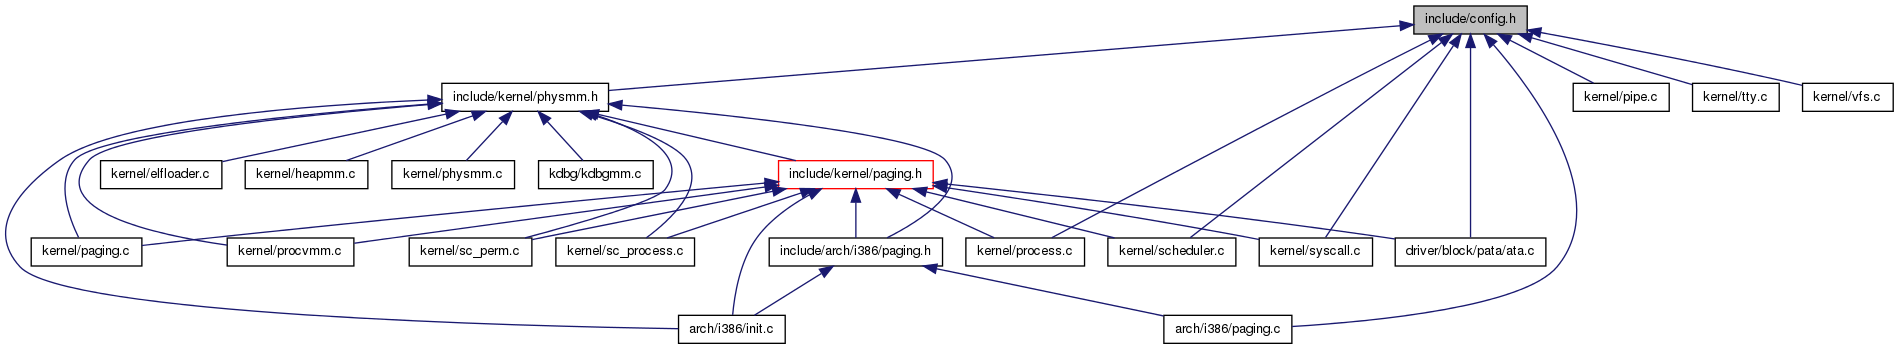 include/config.h
include/kernel/physmm.h
kernel/pipe.c
kernel/tty.c
kernel/vfs.c
kernel/elfloader.c
kernel/heapmm.c
kernel/physmm.c
kdbg/kdbgmm.c
include/kernel/paging.h
kernel/paging.c
kernel/procvmm.c
kernel/sc_perm.c
kernel/sc_process.c
include/arch/i386/paging.h
kernel/process.c
kernel/scheduler.c
kernel/syscall.c
driver/block/pata/ata.c
arch/i386/init.c
arch/i386/paging.c